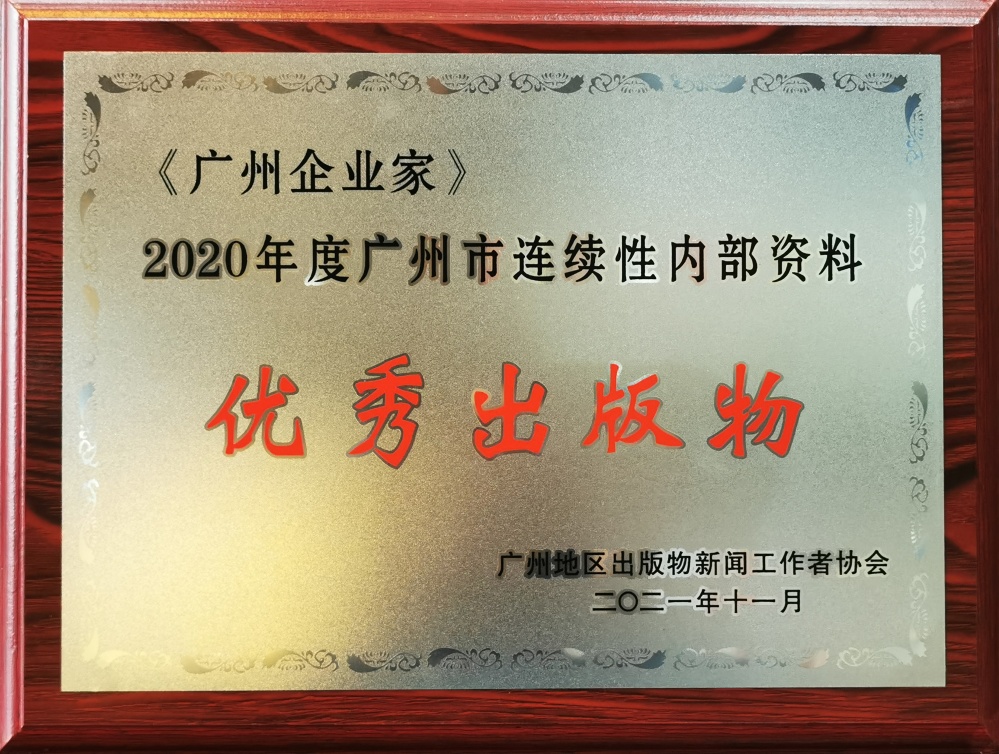 《广州企业家》
2020年度广州市连续性内部资料
优秀出版物
广州地区出版物新闻工作者协会
二〇二一年十一月